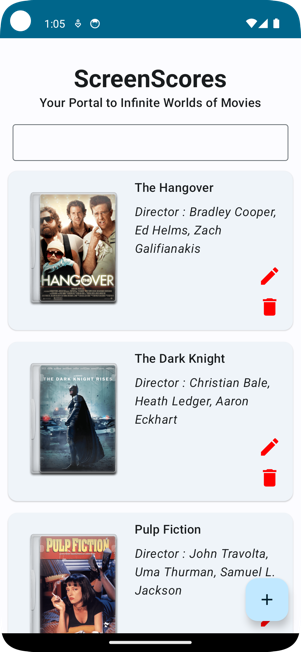 1:05
ScreenScores
Your Portal to Infinite Worlds of Movies
The Hangover
Director : Bradley Cooper,
Ed Helms, Zach
Galifianakis
HANGOVER
The Dark Knight
Director : Christian Bale,
Heath Ledger, Aaron
Eckhart
THE DARK KNIGHT RISES
Pulp Fiction
Director : John Travolta,
Uma Thurman, Samuel L.
Jackson
PULP FICTION
+